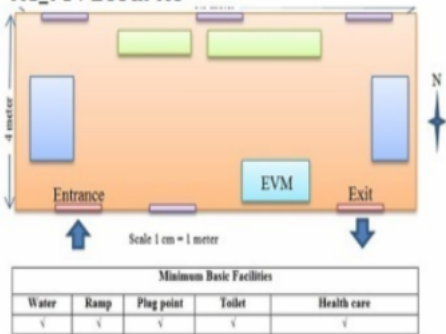 4 meter
N
EVM
Entrance
Exit
Scale 1 cm = 1 meter
Minimum Basic Facilities
Water Ramp Plug point Toilet Health care
√ √ √ √ √